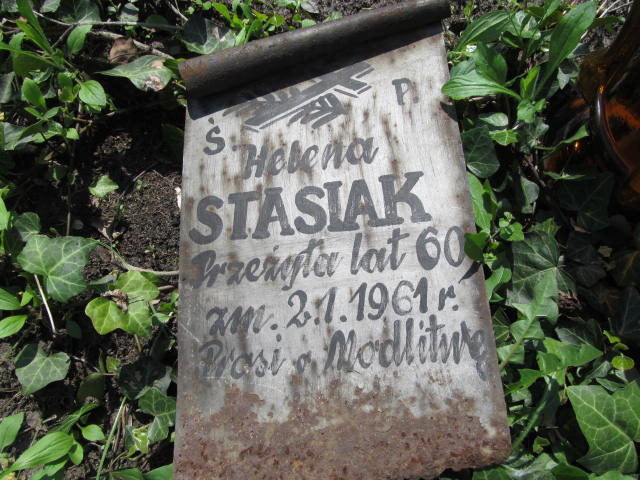 Ś. P.
Helena
STASIAK
Przeżyła lat 60,
zm. 2.1.1961 r.
Prosi o Modlitwę